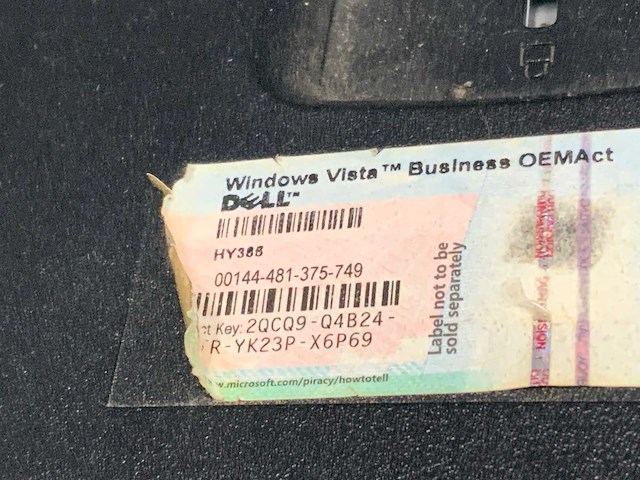 Windows Vista™ Business OEMAct
DELL™
HY386
00144-481-375-749
ct Key: 2QCQ9-Q4B24-
R-YK23P-X6P69
w.microsoft.com/piracy/howtotell
Label not to be
sold separately